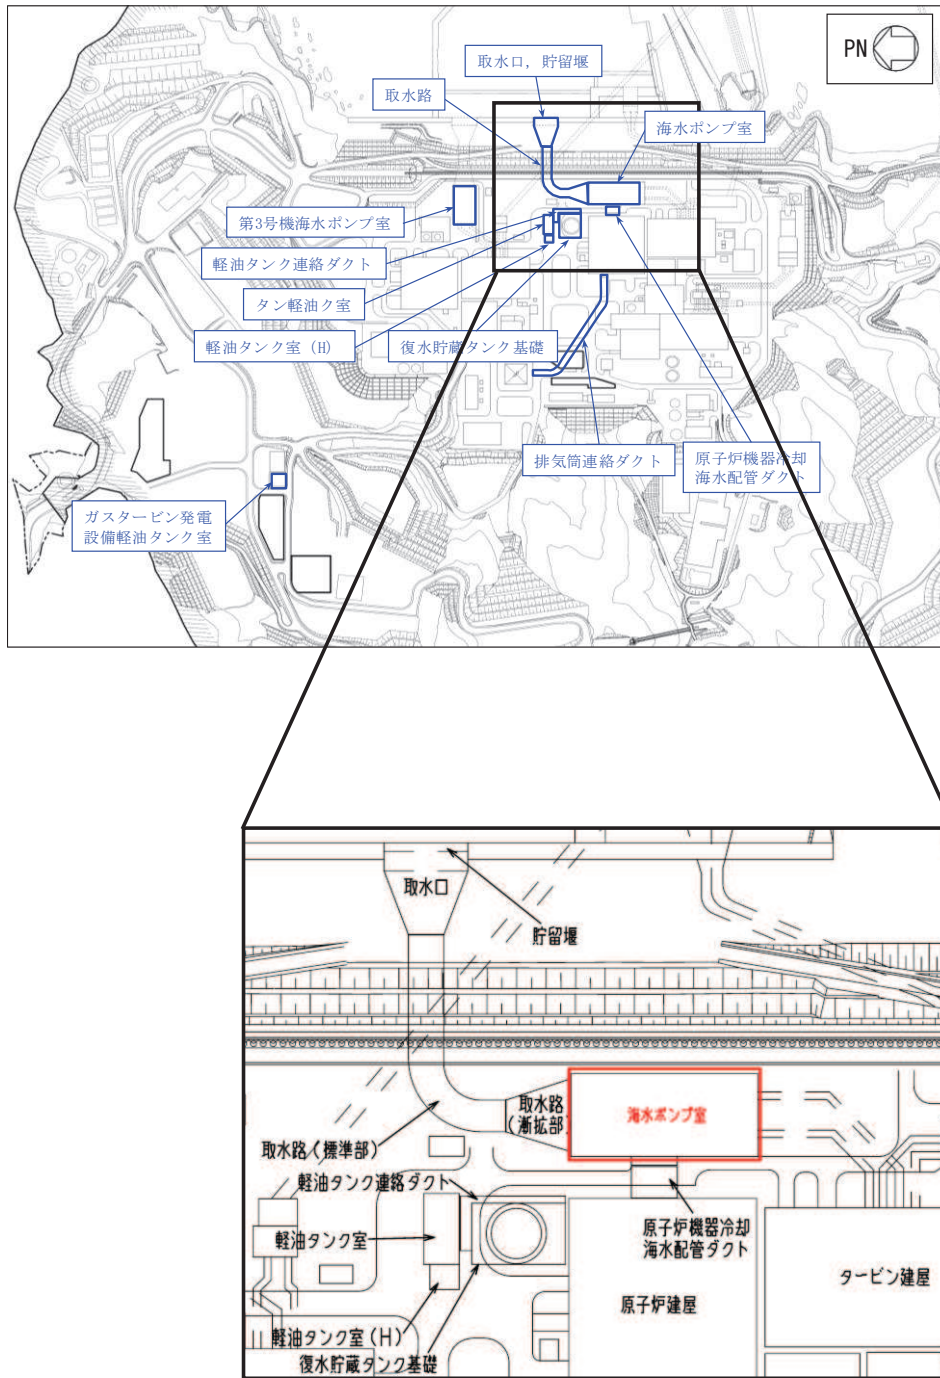 PN
取水口，貯留堰
取水路
海水ポンプ室
第3号機海水ポンプ室
軽油タンク連絡ダクト
タン軽油ク室
軽油タンク室（H）
復水貯蔵タンク基礎
排気筒連絡ダクト
原子炉機器冷却
海水配管ダクト
ガスタービン発電
設備軽油タンク室
取水口
貯留堰
取水路
（漸拡部）
海水ポンプ室
取水路（標準部）
軽油タンク連絡ダクト
軽油タンク室
原子炉機器冷却
海水配管ダクト
タービン建屋
原子炉建屋
軽油タンク室（H）
復水貯蔵タンク基礎